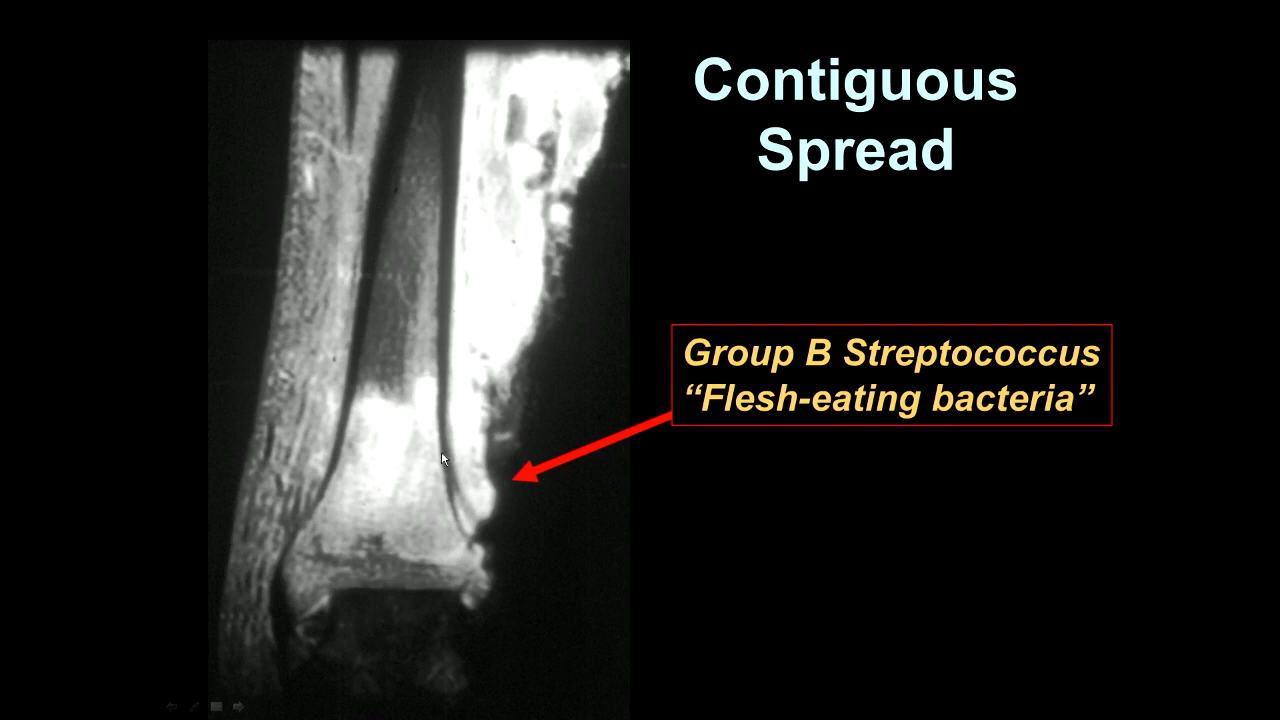 Contiguous
Spread
Group B Streptococcus
“Flesh-eating bacteria”